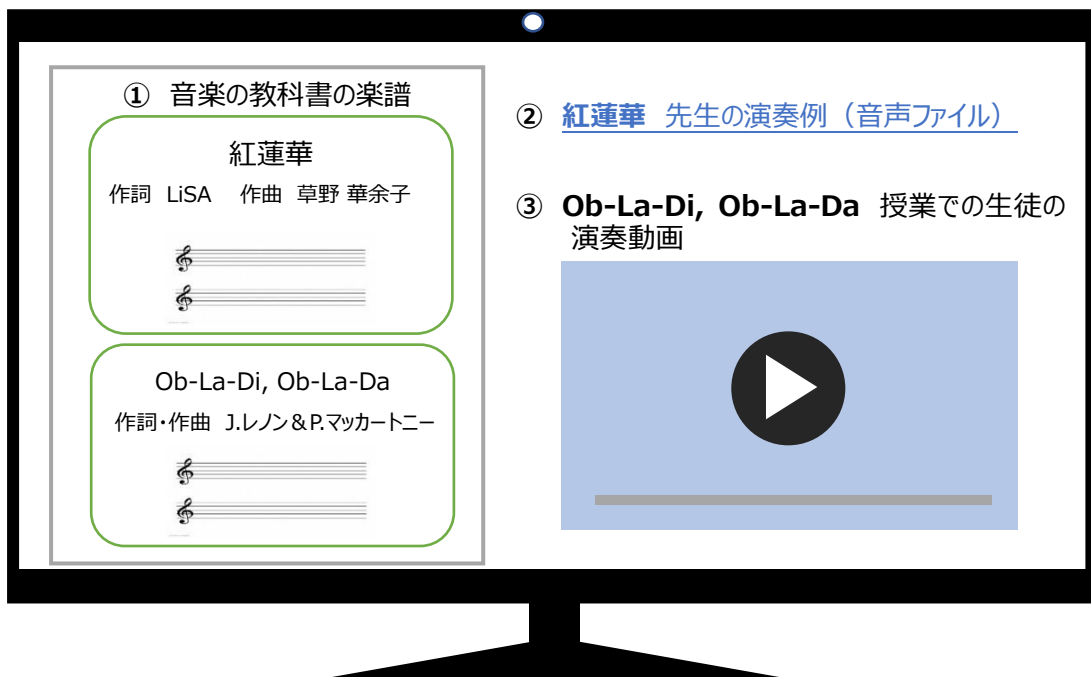 ① 音楽の教科書の楽譜
紅蓮華
作詞 LiSA 作曲 草野 華余子
Ob-La-Di, Ob-La-Da
作詞・作曲 J.レノン&P.マッカートニー
② 紅蓮華 先生の演奏例(音声ファイル)
③ Ob-La-Di, Ob-La-Da 授業での生徒の
演奏動画